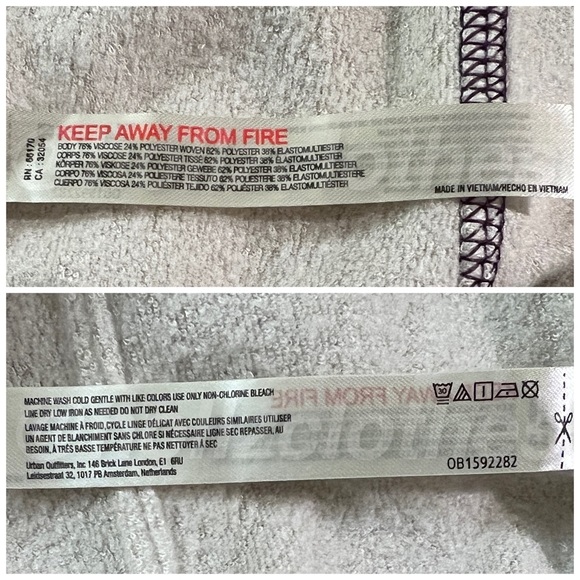 RN : 66170
CA : 32054
KEEP AWAY FROM FIRE
BODY 76% VISCOSE 24% POLYESTER WOVEN 62% POLYESTER 38% ELASTOMULTIESTER
CORPS 76% VISCOSE 24% POLYESTER TISSÉ 62% POLYESTER 38% ELASTOMULTIESTER
KÖRPER 76% VISKOSE 24% POLYESTER GEWEBE 62% POLYESTER 38% ELASTOMULTIESTER
CORPO 76% VISCOSA 24% POLIESTERE TESSUTO 62% POLIESTERE 38% ELASTOMULTIESTERE
CUERPO 76% VISCOSA 24% POLIÉSTER TEJIDO 62% POLIÉSTER 38% ELASTOMULTIESTER
MADE IN VIETNAM/HECHO EN VIETNAM
MACHINE WASH COLD GENTLE WITH LIKE COLORS USE ONLY NON-CHLORINE BLEACH
LINE DRY LOW IRON AS NEEDED DO NOT DRY CLEAN
LAVAGE MACHINE À FROID,CYCLE LINGE DÉLICAT AVEC COULEURS SIMILAIRES UTILISER
UN AGENT DE BLANCHIMENT SANS CHLORE SI NÉCESSAIRE LIGNE SEC REPASSER, AU
BESOIN, À TRÈS BASSE TEMPÉRATURE NE PAS NETTOYER À SEC
Urban Outfitters, Inc 146 Brick Lane London, E1 6RU
Leidsestraat 32, 1017 PB Amsterdam, Netherlands
30
OB1592282